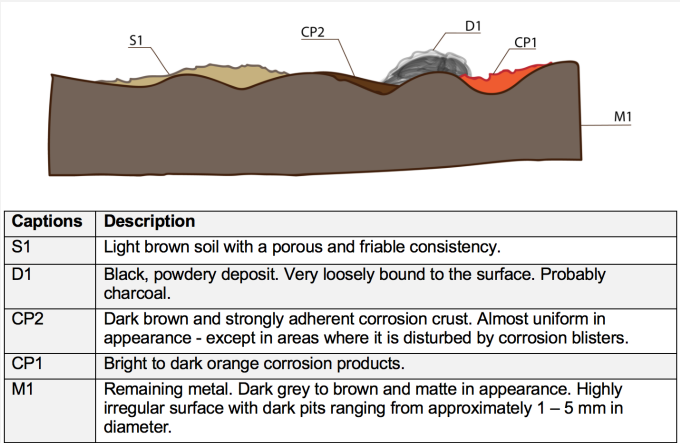 D1
CP2
S1
CP1
M1
Captions Description
S1 Light brown soil with a porous and friable consistency.
D1 Black, powdery deposit. Very loosely bound to the surface. Probably
charcoal.
CP2 Dark brown and strongly adherent corrosion crust. Almost uniform in
appearance - except in areas where it is disturbed by corrosion blisters.
CP1 Bright to dark orange corrosion products.
M1 Remaining metal. Dark grey to brown and matte in appearance. Highly
irregular surface with dark pits ranging from approximately 1 – 5 mm in
diameter.